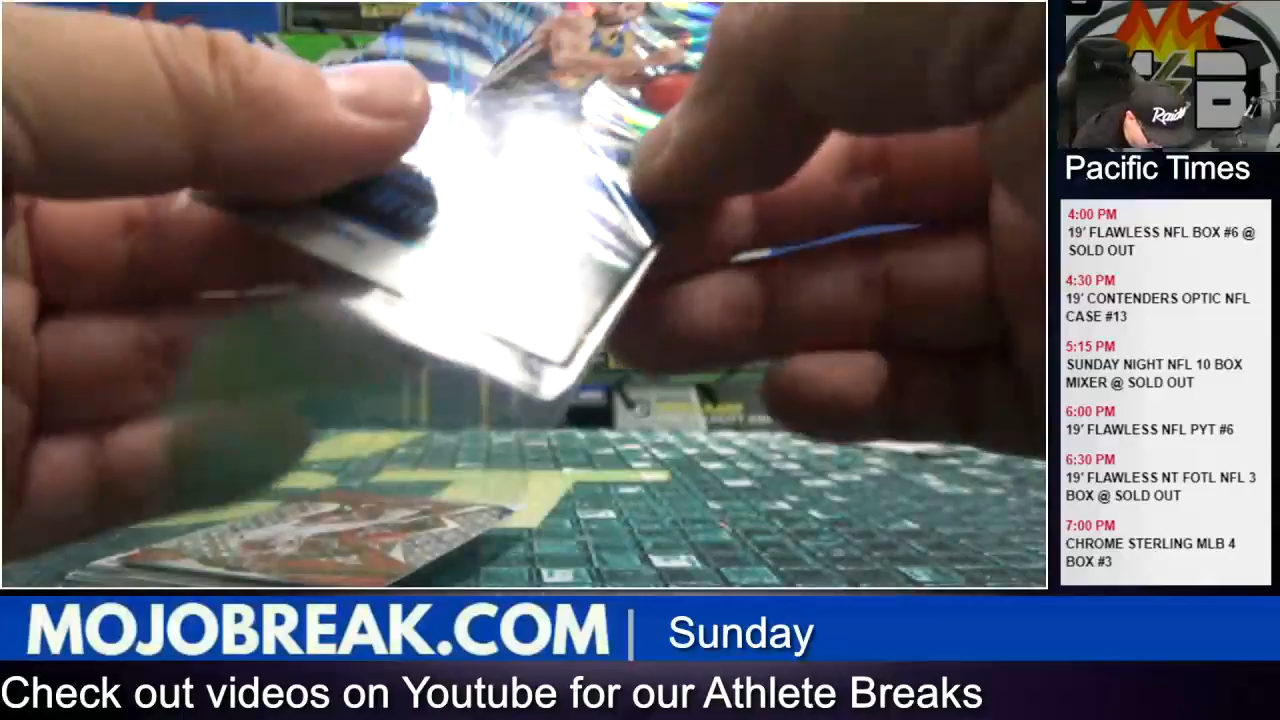 Raid
B
Pacific Times
4:00 PM
19' FLAWLESS NFL BOX #6 @
SOLD OUT
4:30 PM
19' CONTENDERS OPTIC NFL
CASE #13
5:15 PM
SUNDAY NIGHT NFL 10 BOX
MIXER @ SOLD OUT
6:00 PM
19' FLAWLESS NFL PYT #6
6:30 PM
19' FLAWLESS NT FOTL NFL 3
BOX @ SOLD OUT
7:00 PM
CHROME STERLING MLB 4
BOX #3
MOJOBREAK.COM | Sunday
Check out videos on Youtube for our Athlete Breaks